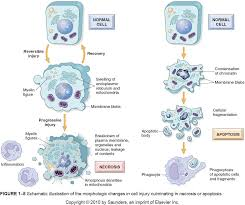 NORMAL
CELL
NORMAL
CELL
Reversible
injury
Recovery
Swelling of
endoplasmic
reticulum and
mitochondria
Myelin
figure
Membrane blebs
Condensation
of chromatin
Membrane blebs
Progressive
injury
Myelin
figure
Breakdown of
plasma membrane,
organelles and
nucleus; leakage
of contents
Cellular
fragmentation
Apoptotic
body
APOPTOSIS
Inflammation
NECROSIS
Amorphous densities
in mitochondria
Phagocyte
Phagocytosis
of apoptotic cells
and fragments
FIGURE 1–8 Schematic illustration of the morphologic changes in cell injury culminating in necrosis or apoptosis.
Copyright © 2010 by Saunders, an imprint of Elsevier Inc.